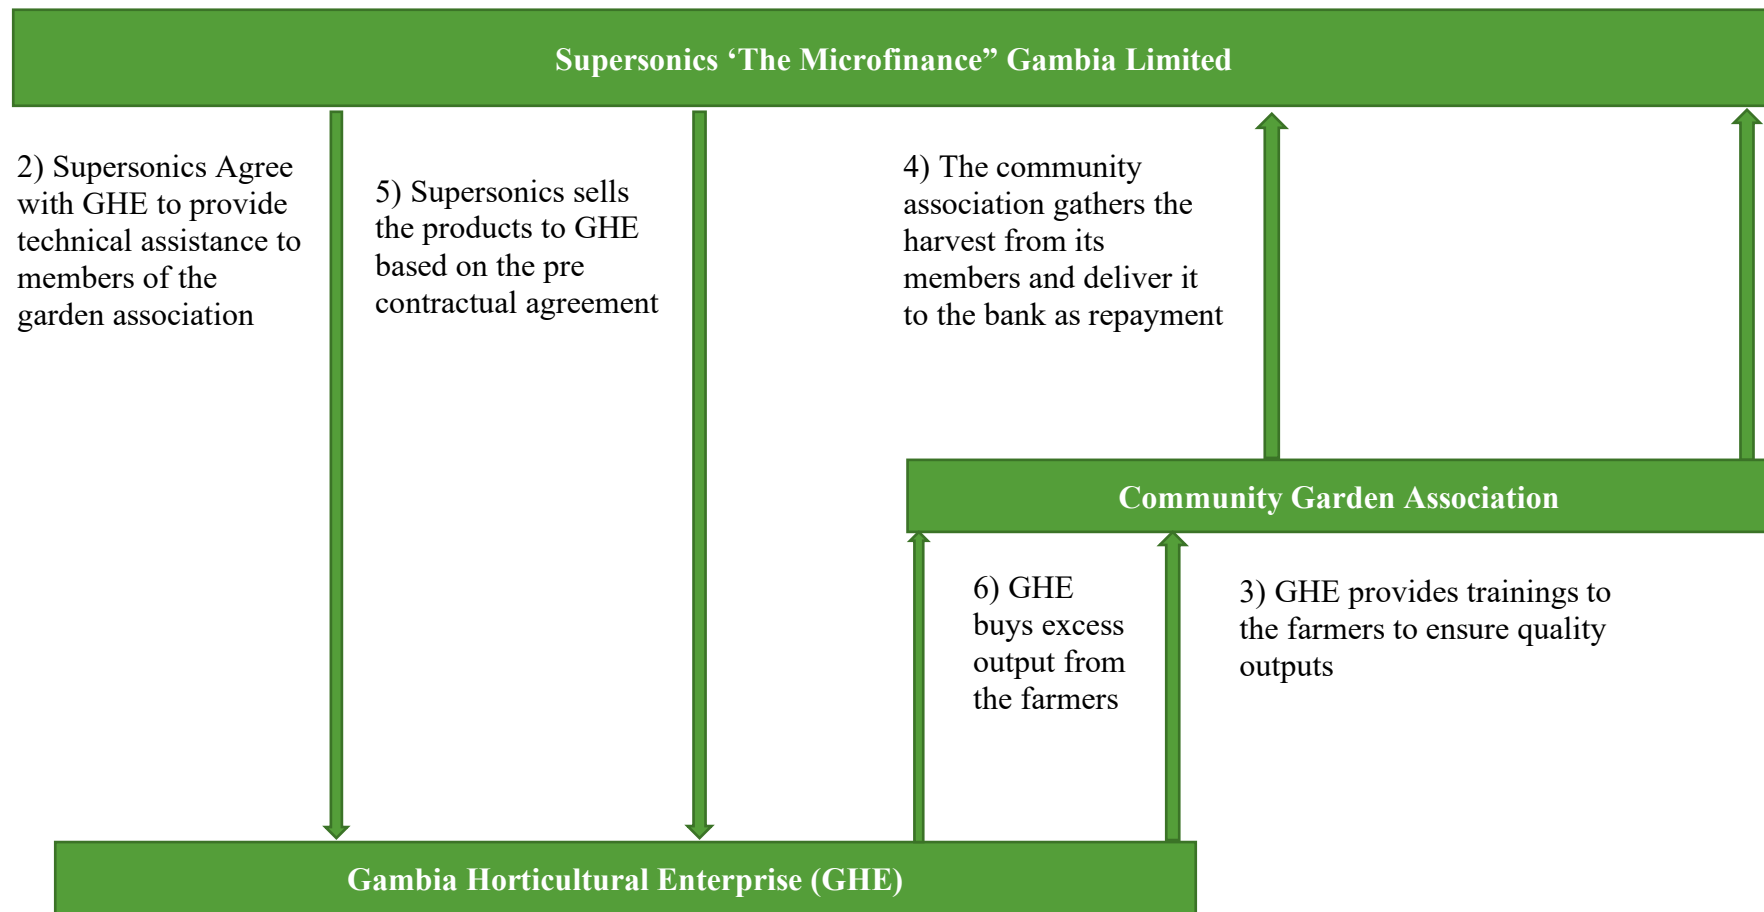 Supersonics ‘The Microfinance” Gambia Limited
2) Supersonics Agree
with GHE to provide
technical assistance to
members of the
garden association
5) Supersonics sells
the products to GHE
based on the pre
contractual agreement
4) The community
association gathers the
harvest from its
members and deliver it
to the bank as repayment
Community Garden Association
6) GHE
buys excess
output from
the farmers
3) GHE provides trainings to
the farmers to ensure quality
outputs
Gambia Horticultural Enterprise (GHE)